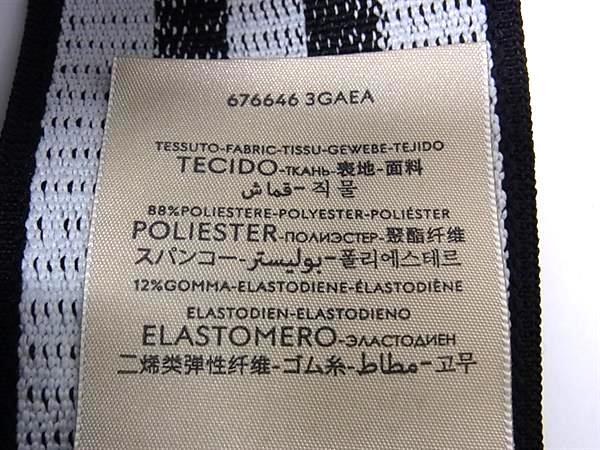 676646 3GAEA
TESSUTO-FABRIC-TISSU-GEWEBE-TEJIDO
TECIDO-ТКАНЬ-表地-面料
قماش-직물
88%POLIESTERE-POLYESTER-POLIÉSTER
POLIESTER-ПОЛИЭСТЕР-聚酯纤维
スパンコー-بوليستر-폴리에스테르
12%GOMMA-ELASTODIENE-ÉLASTODIÈNE
ELASTODIEN-ELASTODIENO
ELASTOMERO-ЭЛАСТОДИЕН
二烯类弹性纤维-ゴム糸-مطاط-고무